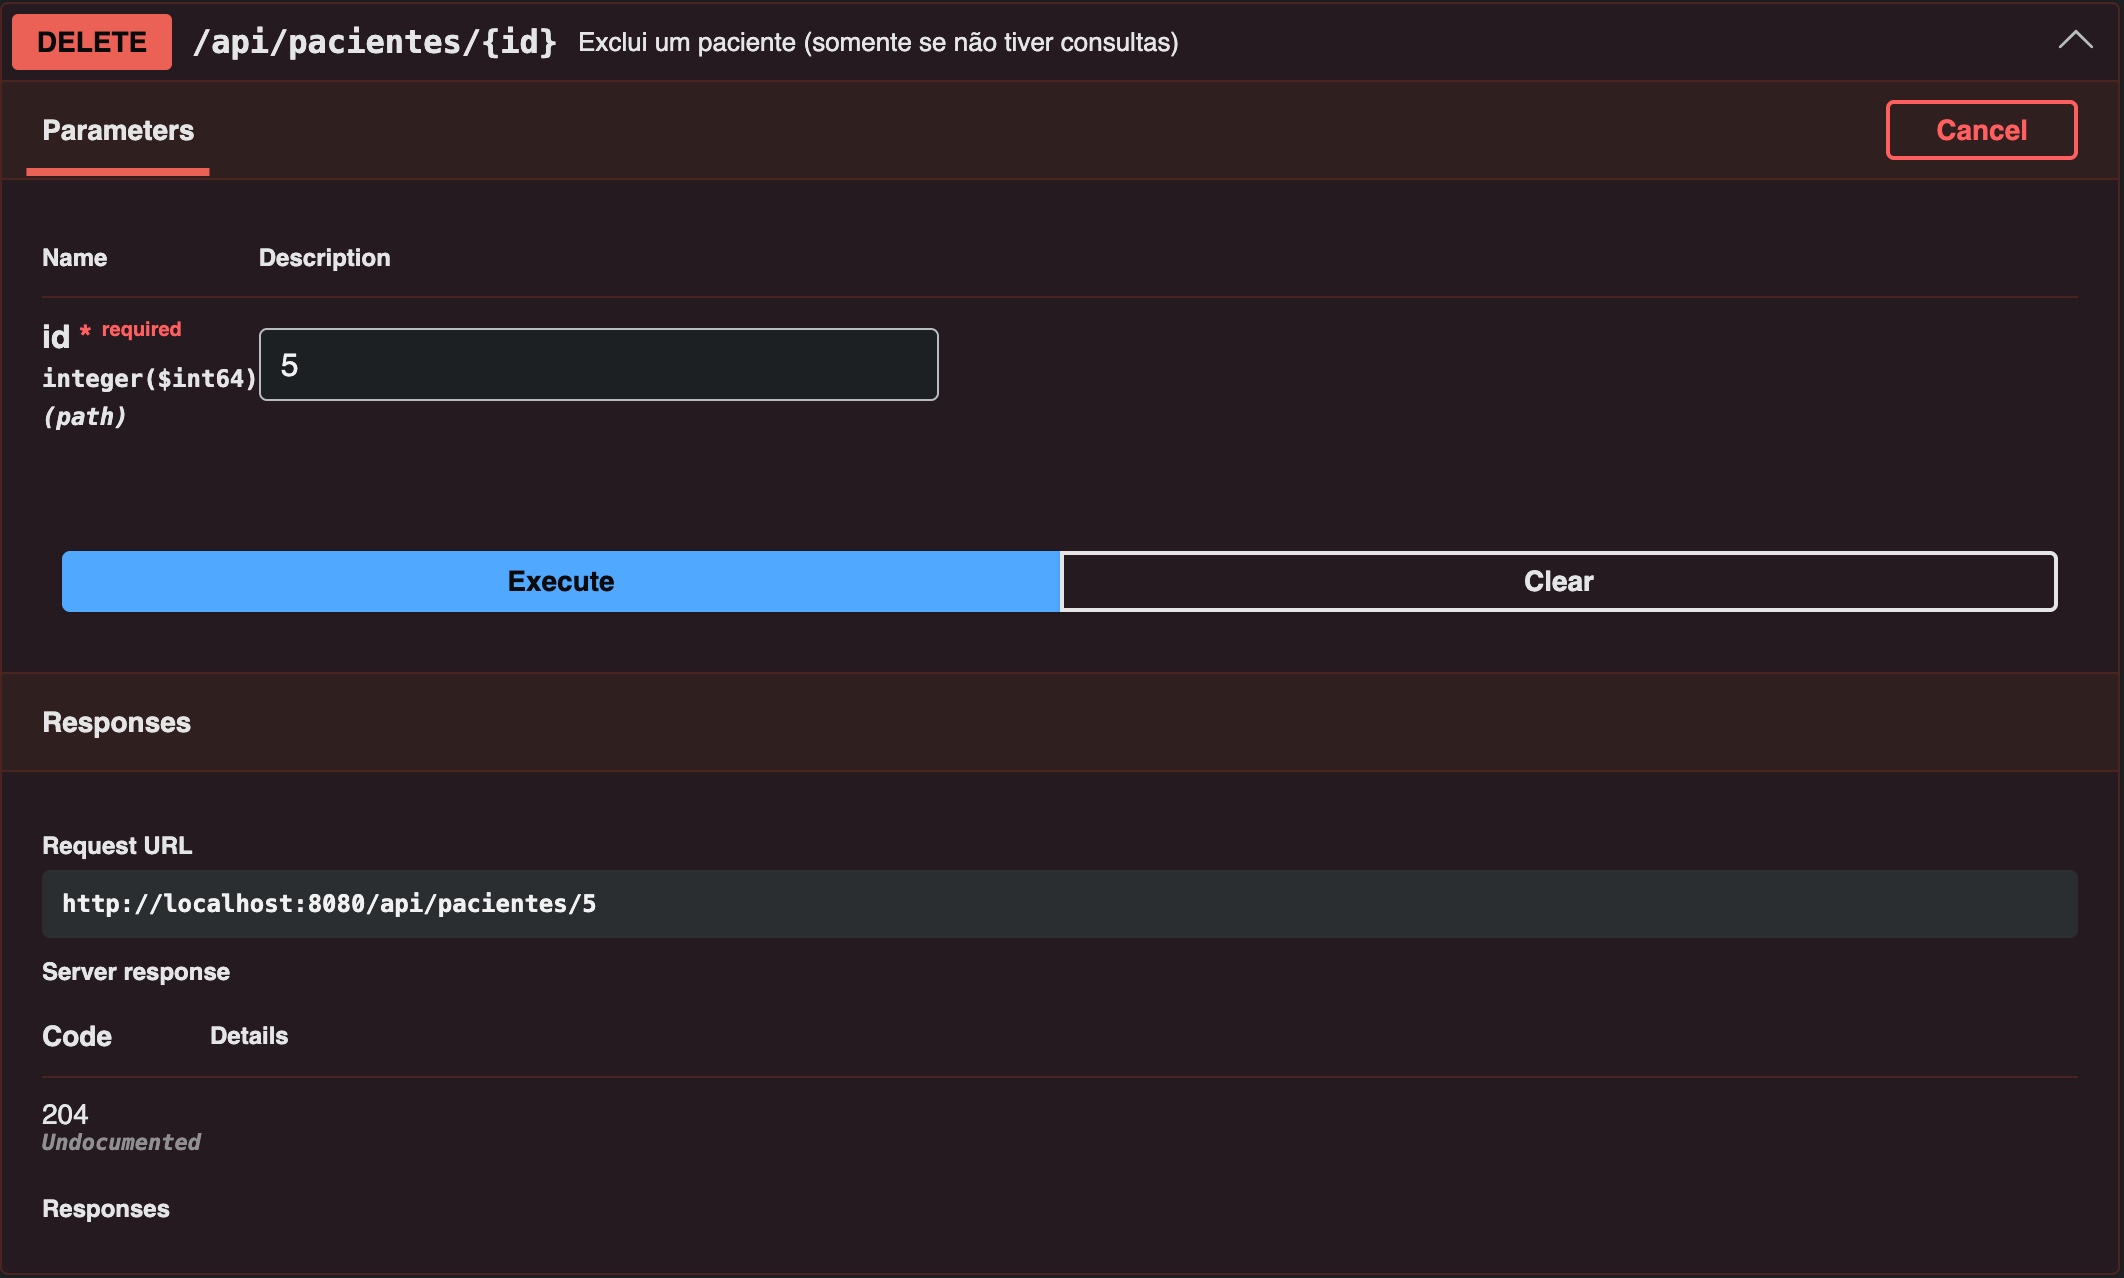 DELETE /api/pacientes/{id} Exclui um paciente (somente se não tiver consultas)
Parameters
Cancel
Name Description
id * required
integer($int64)
(path)
5
Execute
Clear
Responses
Request URL
http://localhost:8080/api/pacientes/5
Server response
Code Details
204
Undocumented
Responses